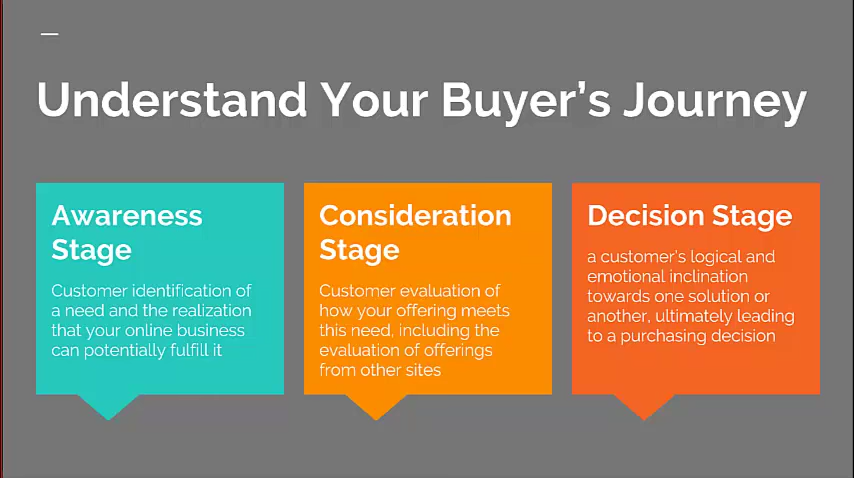 Understand Your Buyer's Journey
Awareness
Stage
Customer identification of
a need and the realization
that your online business
can potentially fulfill it
Consideration
Stage
Customer evaluation of
how your offering meets
this need, including the
evaluation of offerings
from other sites
Decision Stage
a customer's logical and
emotional inclination
towards one solution or
another, ultimately leading
to a purchasing decision